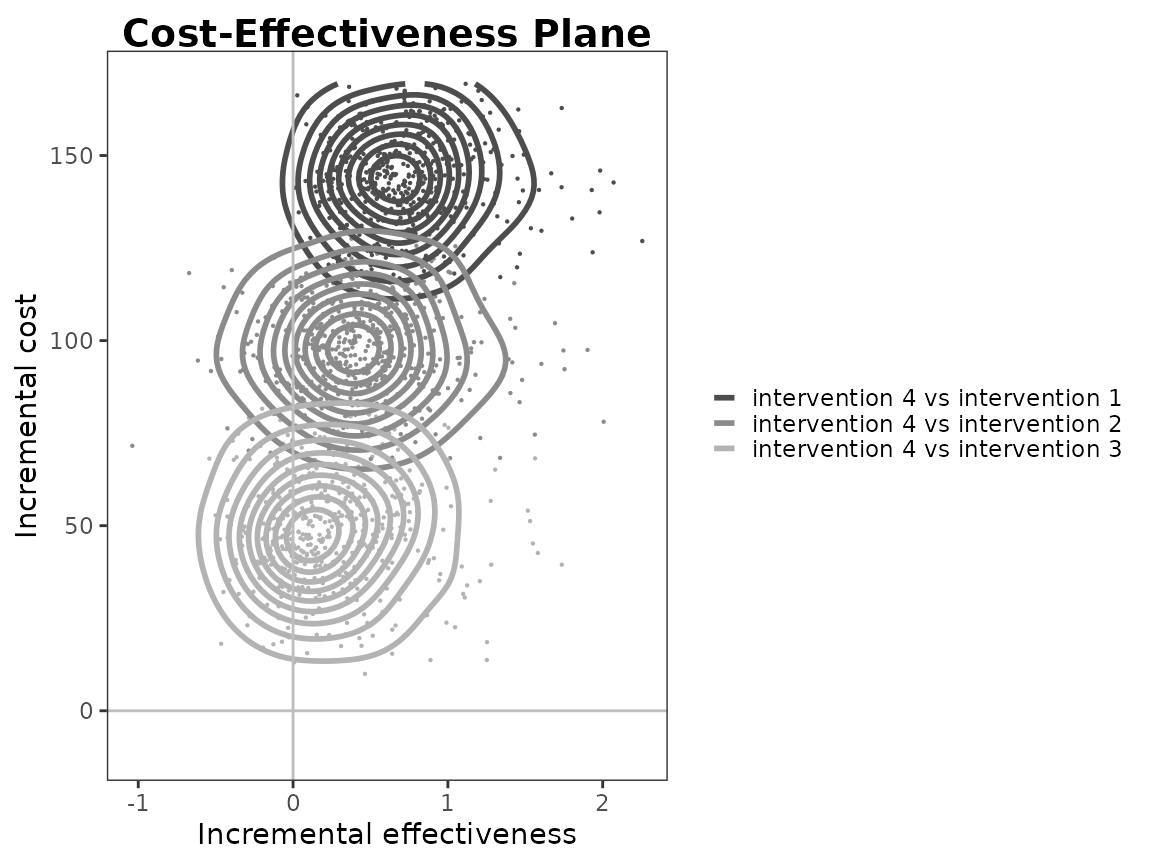 Cost-Effectiveness Plane
Incremental cost
150
100
50
0
-1 0 1 2
Incremental effectiveness
intervention 4 vs intervention 1
intervention 4 vs intervention 2
intervention 4 vs intervention 3